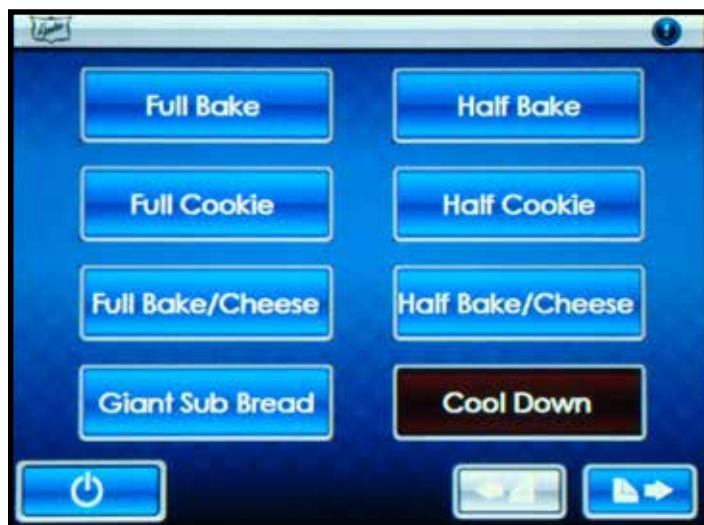 Full Bake
Half Bake
Full Cookie
Half Cookie
Full Bake/Cheese
Half Bake/Cheese
Giant Sub Bread
Cool Down